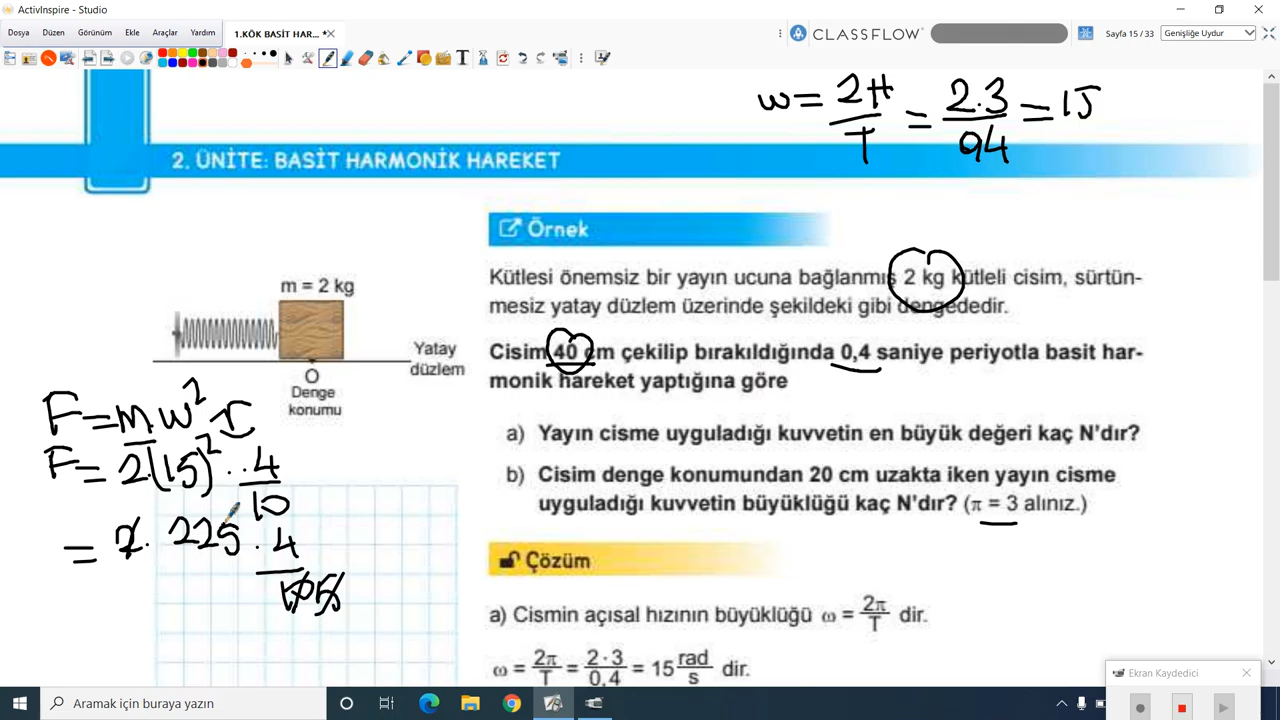 ActivInspire - Studio
Dosya Düzen Görünüm Ekle Araçlar Yardım 1.KÖK BASİT HAR... * CLASSFLOW Sayfa 15 / 33 Genişliğe Uydur
w = 2π/T = 2.3/04 = 15
2. ÜNİTE: BASİT HARMONİK HAREKET
Örnek
Kütlesi önemsiz bir yayın ucuna bağlanmış 2 kg kütleli cisim, sürtün-
mesiz yatay düzlem üzerinde şekildeki gibi dengededir.
Cisim 40 cm çekilip bırakıldığında 0,4 saniye periyotla basit har-
monik hareket yaptığına göre
a) Yayın cisme uyguladığı kuvvetin en büyük değeri kaç N'dır?
b) Cisim denge konumundan 20 cm uzakta iken yayın cisme
uyguladığı kuvvetin büyüklüğü kaç N'dır? (π = 3 alınız.)
m = 2 kg
Yatay
düzlem
O
Denge
konumu
F = mw² r
F = 2(15)² . 4/10
= 2 . 225 . 4/10 5
Çözüm
a) Cismin açısal hızının büyüklüğü ω = 2π/T dir.
ω = 2π/T = 2·3/0,4 = 15 rad/s dir.
Ekran Kaydedici
Aramak için buraya yazın